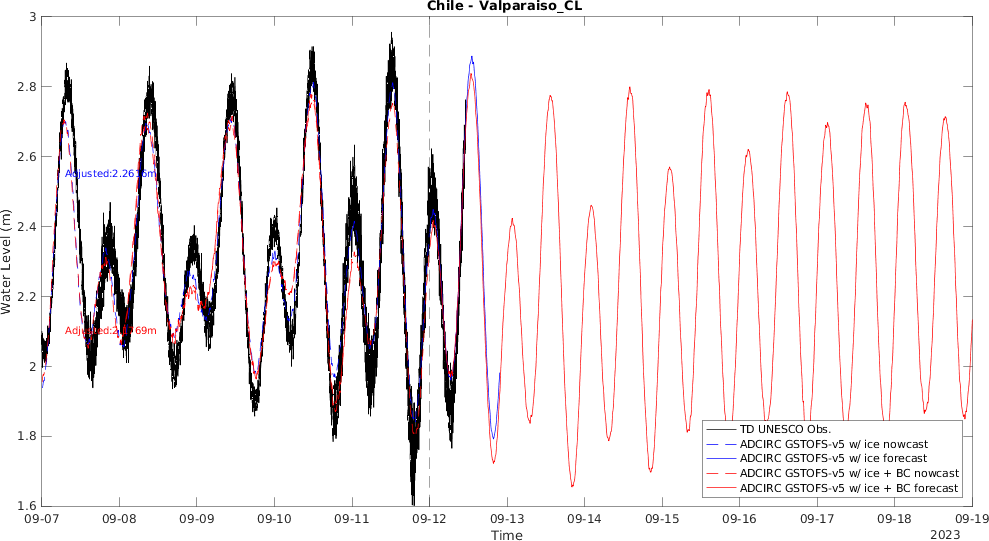 Chile - Valparaiso_CL
3
2.8
2.6
2.4
2.2
2
1.8
1.6
Water Level (m)
Adjusted:2.2615m
TD UNESCO Obs.
ADCIRC GSTOFS-v5 w/ ice nowcast
ADCIRC GSTOFS-v5 w/ ice forecast
ADCIRC GSTOFS-v5 w/ ice + BC nowcast
ADCIRC GSTOFS-v5 w/ ice + BC forecast
09-07
09-08
09-09
09-10
09-11
09-12
09-13
09-14
09-15
09-16
09-17
09-18
09-19
Time
2023